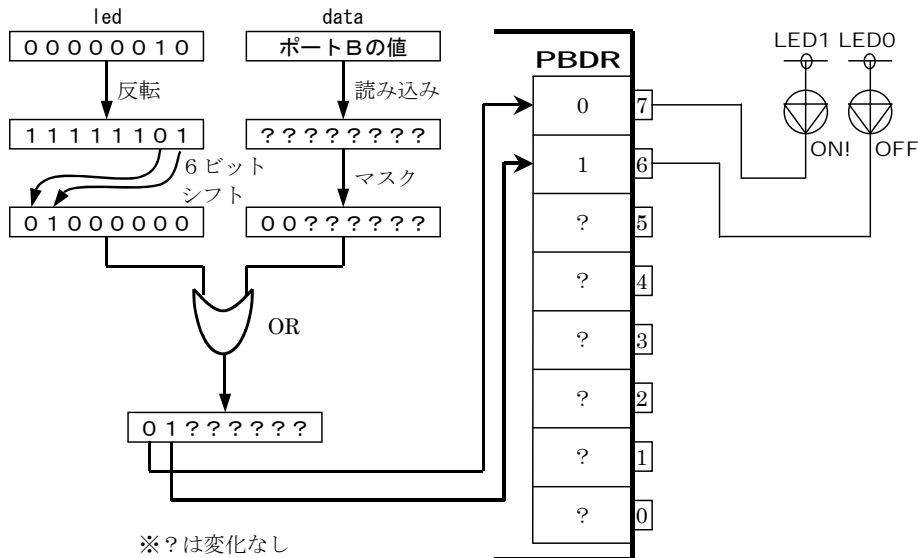 led
data
００００００１０
ポートＢの値
反転
読み込み
１１１１１１０１
？？？？？？？？
６ビット
シフト
マスク
０１００００００
００？？？？？？
OR
０１？？？？？？
※？は変化なし
PBDR
0 7
1 6
? 5
? 4
? 3
? 2
? 1
? 0
LED1 LED0
ON! OFF